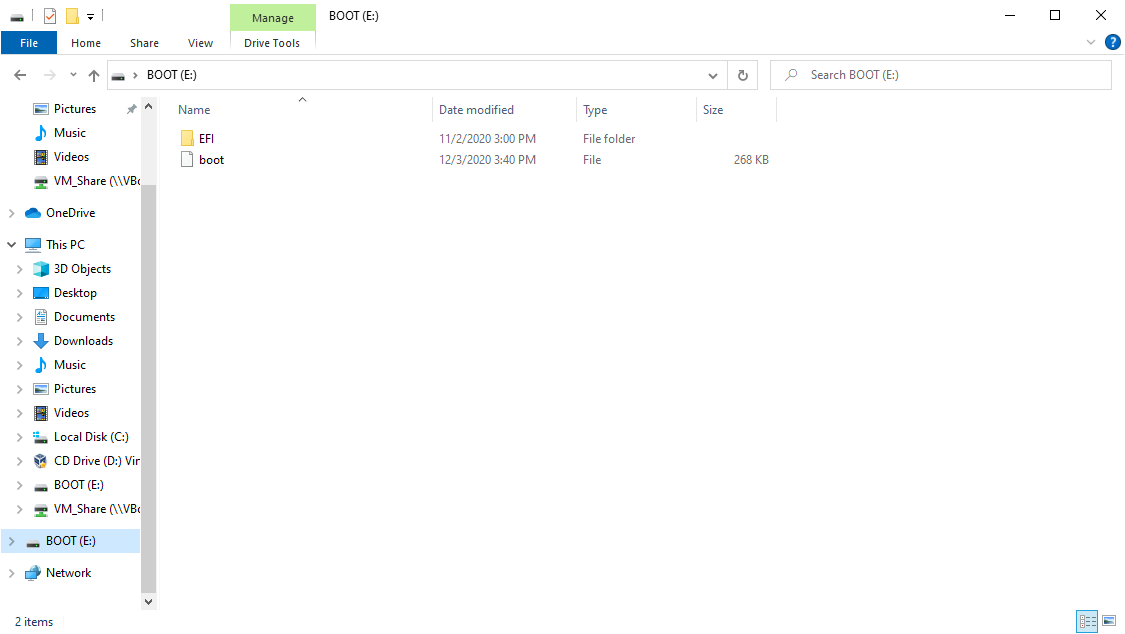 Manage
BOOT (E:)
File
Home
Share
View
Drive Tools
?
BOOT (E:)
Search BOOT (E:)
Pictures
Music
Videos
VM_Share (\\VBo
OneDrive
This PC
3D Objects
Desktop
Documents
Downloads
Music
Pictures
Videos
Local Disk (C:)
CD Drive (D:) Vir
BOOT (E:)
VM_Share (\\VBo
BOOT (E:)
Network
Name Date modified Type Size
EFI 11/2/2020 3:00 PM File folder
boot 12/3/2020 3:40 PM File 268 KB
2 items